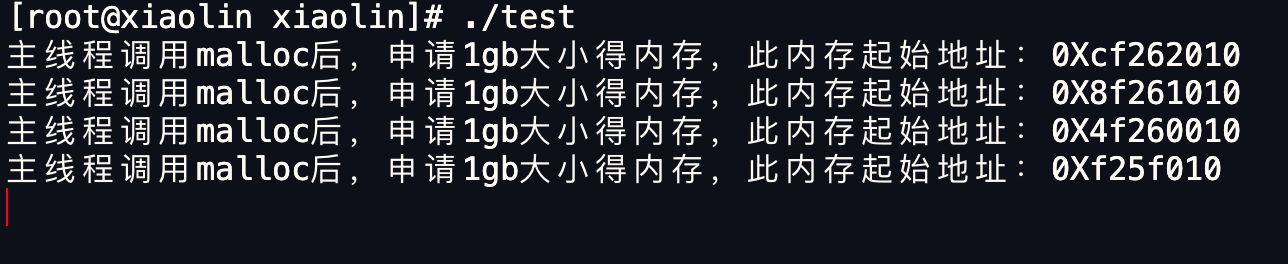 [root@xiaolin xiaolin]# ./test
主线程调用malloc后，申请1gb大小得内存，此内存起始地址：0Xcf262010
主线程调用malloc后，申请1gb大小得内存，此内存起始地址：0X8f261010
主线程调用malloc后，申请1gb大小得内存，此内存起始地址：0X4f260010
主线程调用malloc后，申请1gb大小得内存，此内存起始地址：0Xf25f010